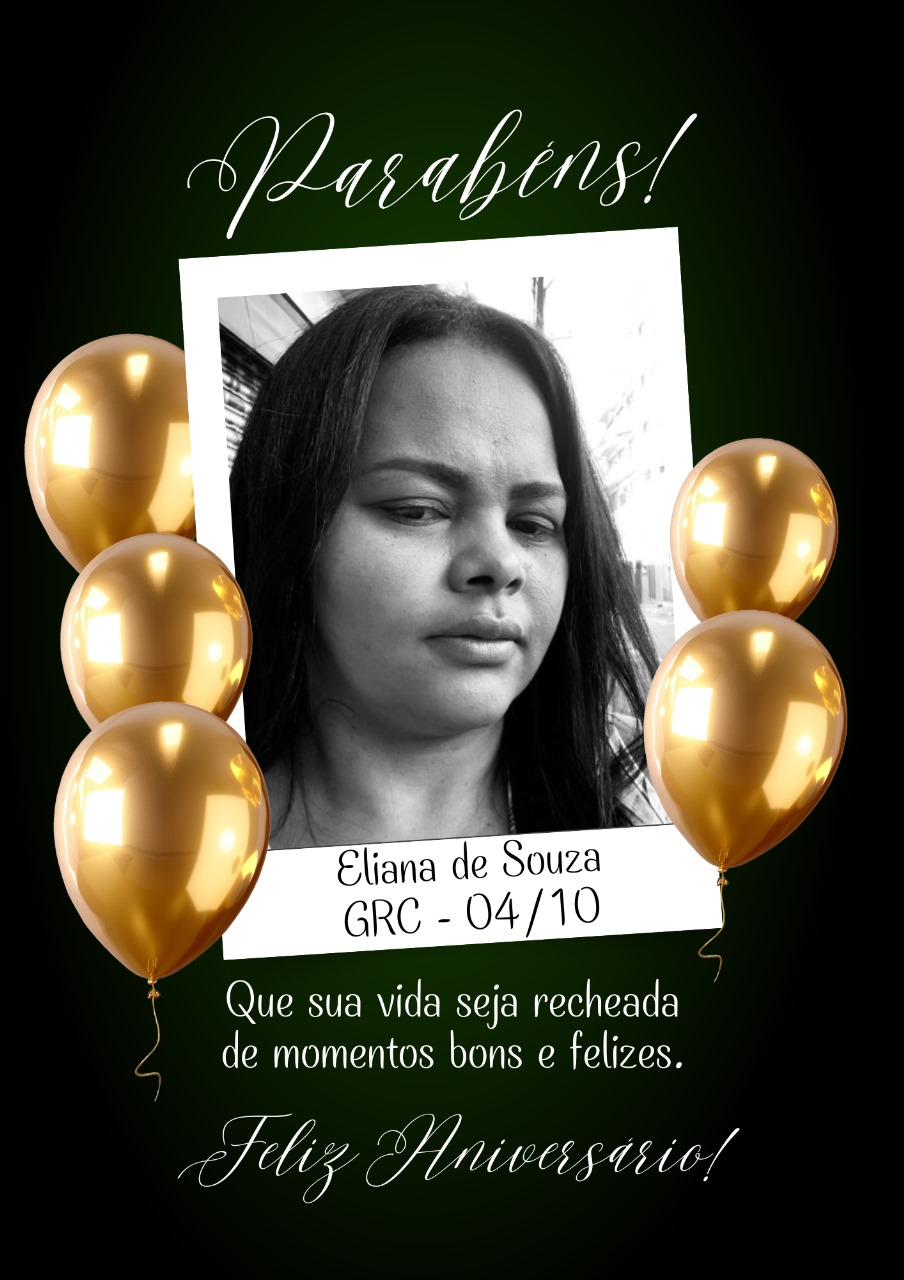 Parabéns!
Eliana de Souza
GRC - 04/10
Que sua vida seja recheada
de momentos bons e felizes.
Feliz Aniversário!